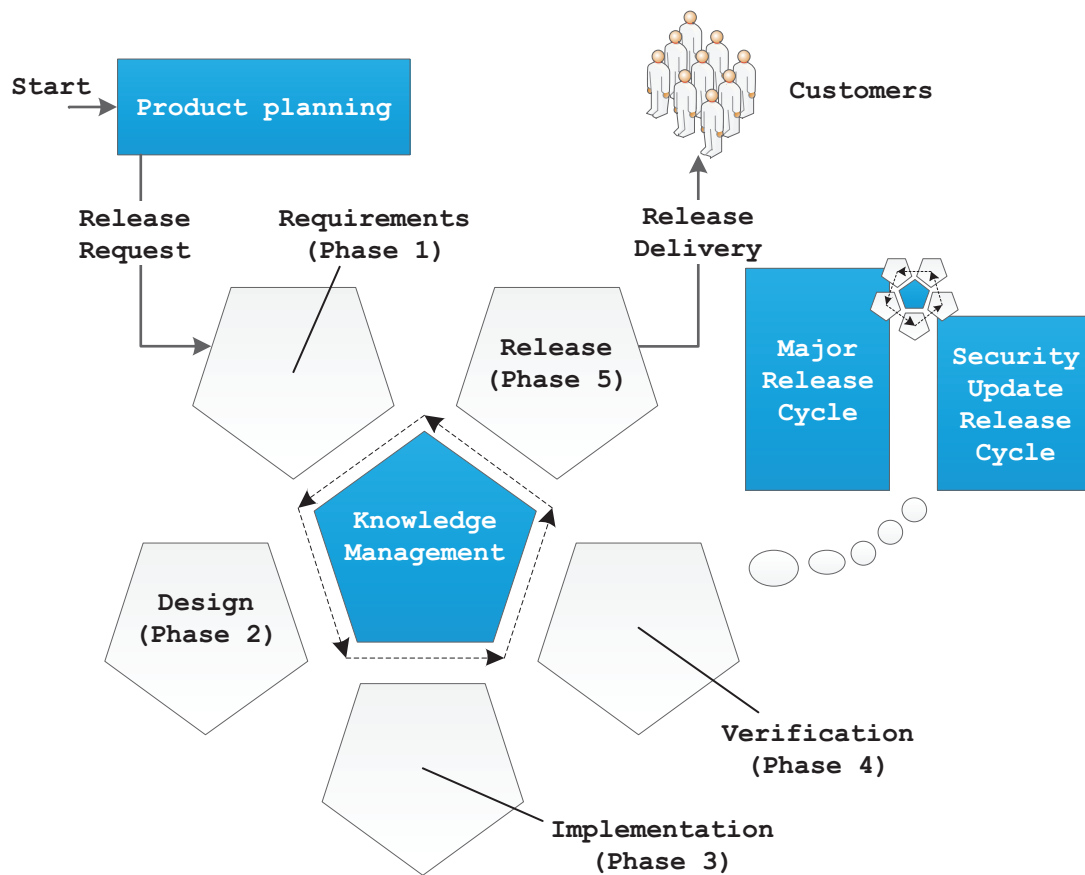 Start
Product planning
Customers
Release
Request
Requirements
(Phase 1)
Release
Delivery
Release
(Phase 5)
Major
Release
Cycle
Security
Update
Release
Cycle
Knowledge
Management
Design
(Phase 2)
Verification
(Phase 4)
Implementation
(Phase 3)